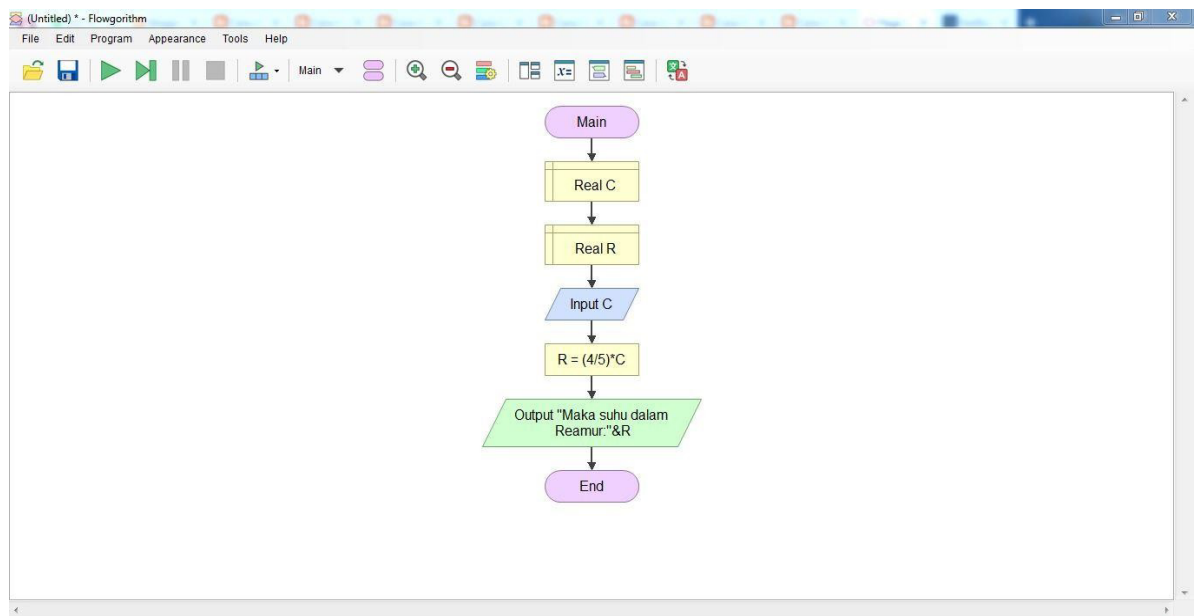 (Untitled) * - Flowgorithm
File Edit Program Appearance Tools Help
Main
Main
Real C
Real R
Input C
R = (4/5)*C
Output "Maka suhu dalam
Reamur:"&R
End